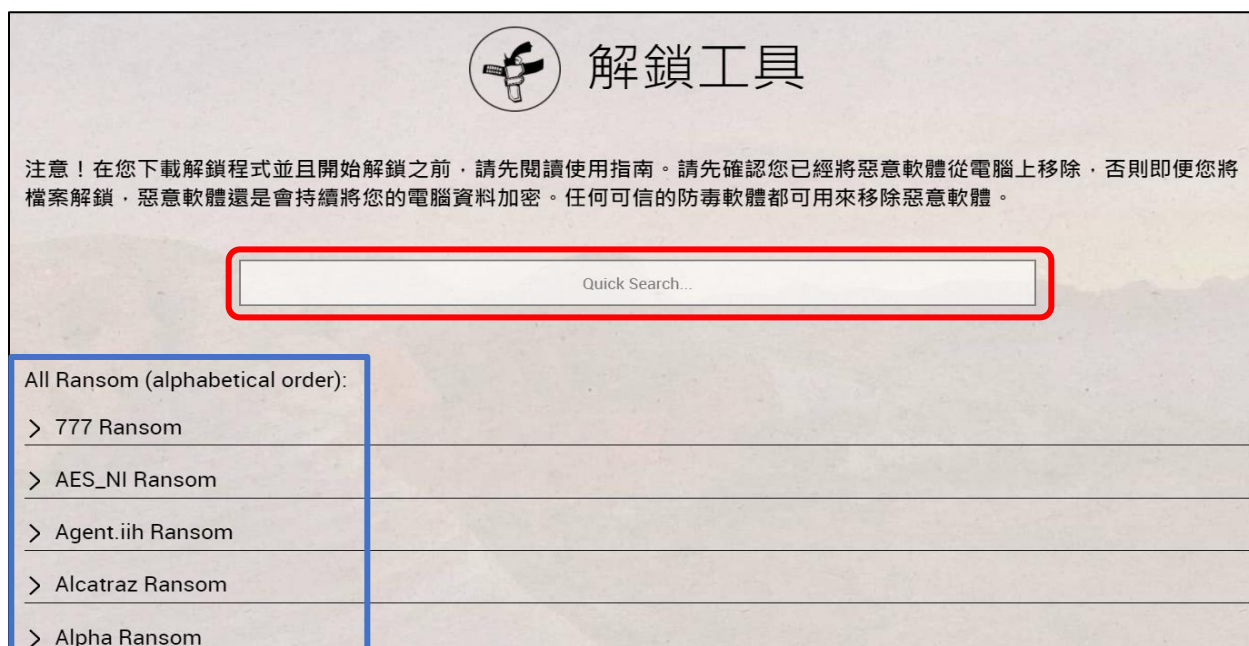 解鎖工具
注意！在您下載解鎖程式並且開始解鎖之前，請先閱讀使用指南。請先確認您已經將惡意軟體從電腦上移除，否則即便您將
檔案解鎖，惡意軟體還是會持續將您的電腦資料加密。任何可信的防毒軟體都可用來移除惡意軟體。
Quick Search...
All Ransom (alphabetical order):
777 Ransom
AES_NI Ransom
Agent.iih Ransom
Alcatraz Ransom
Alpha Ransom